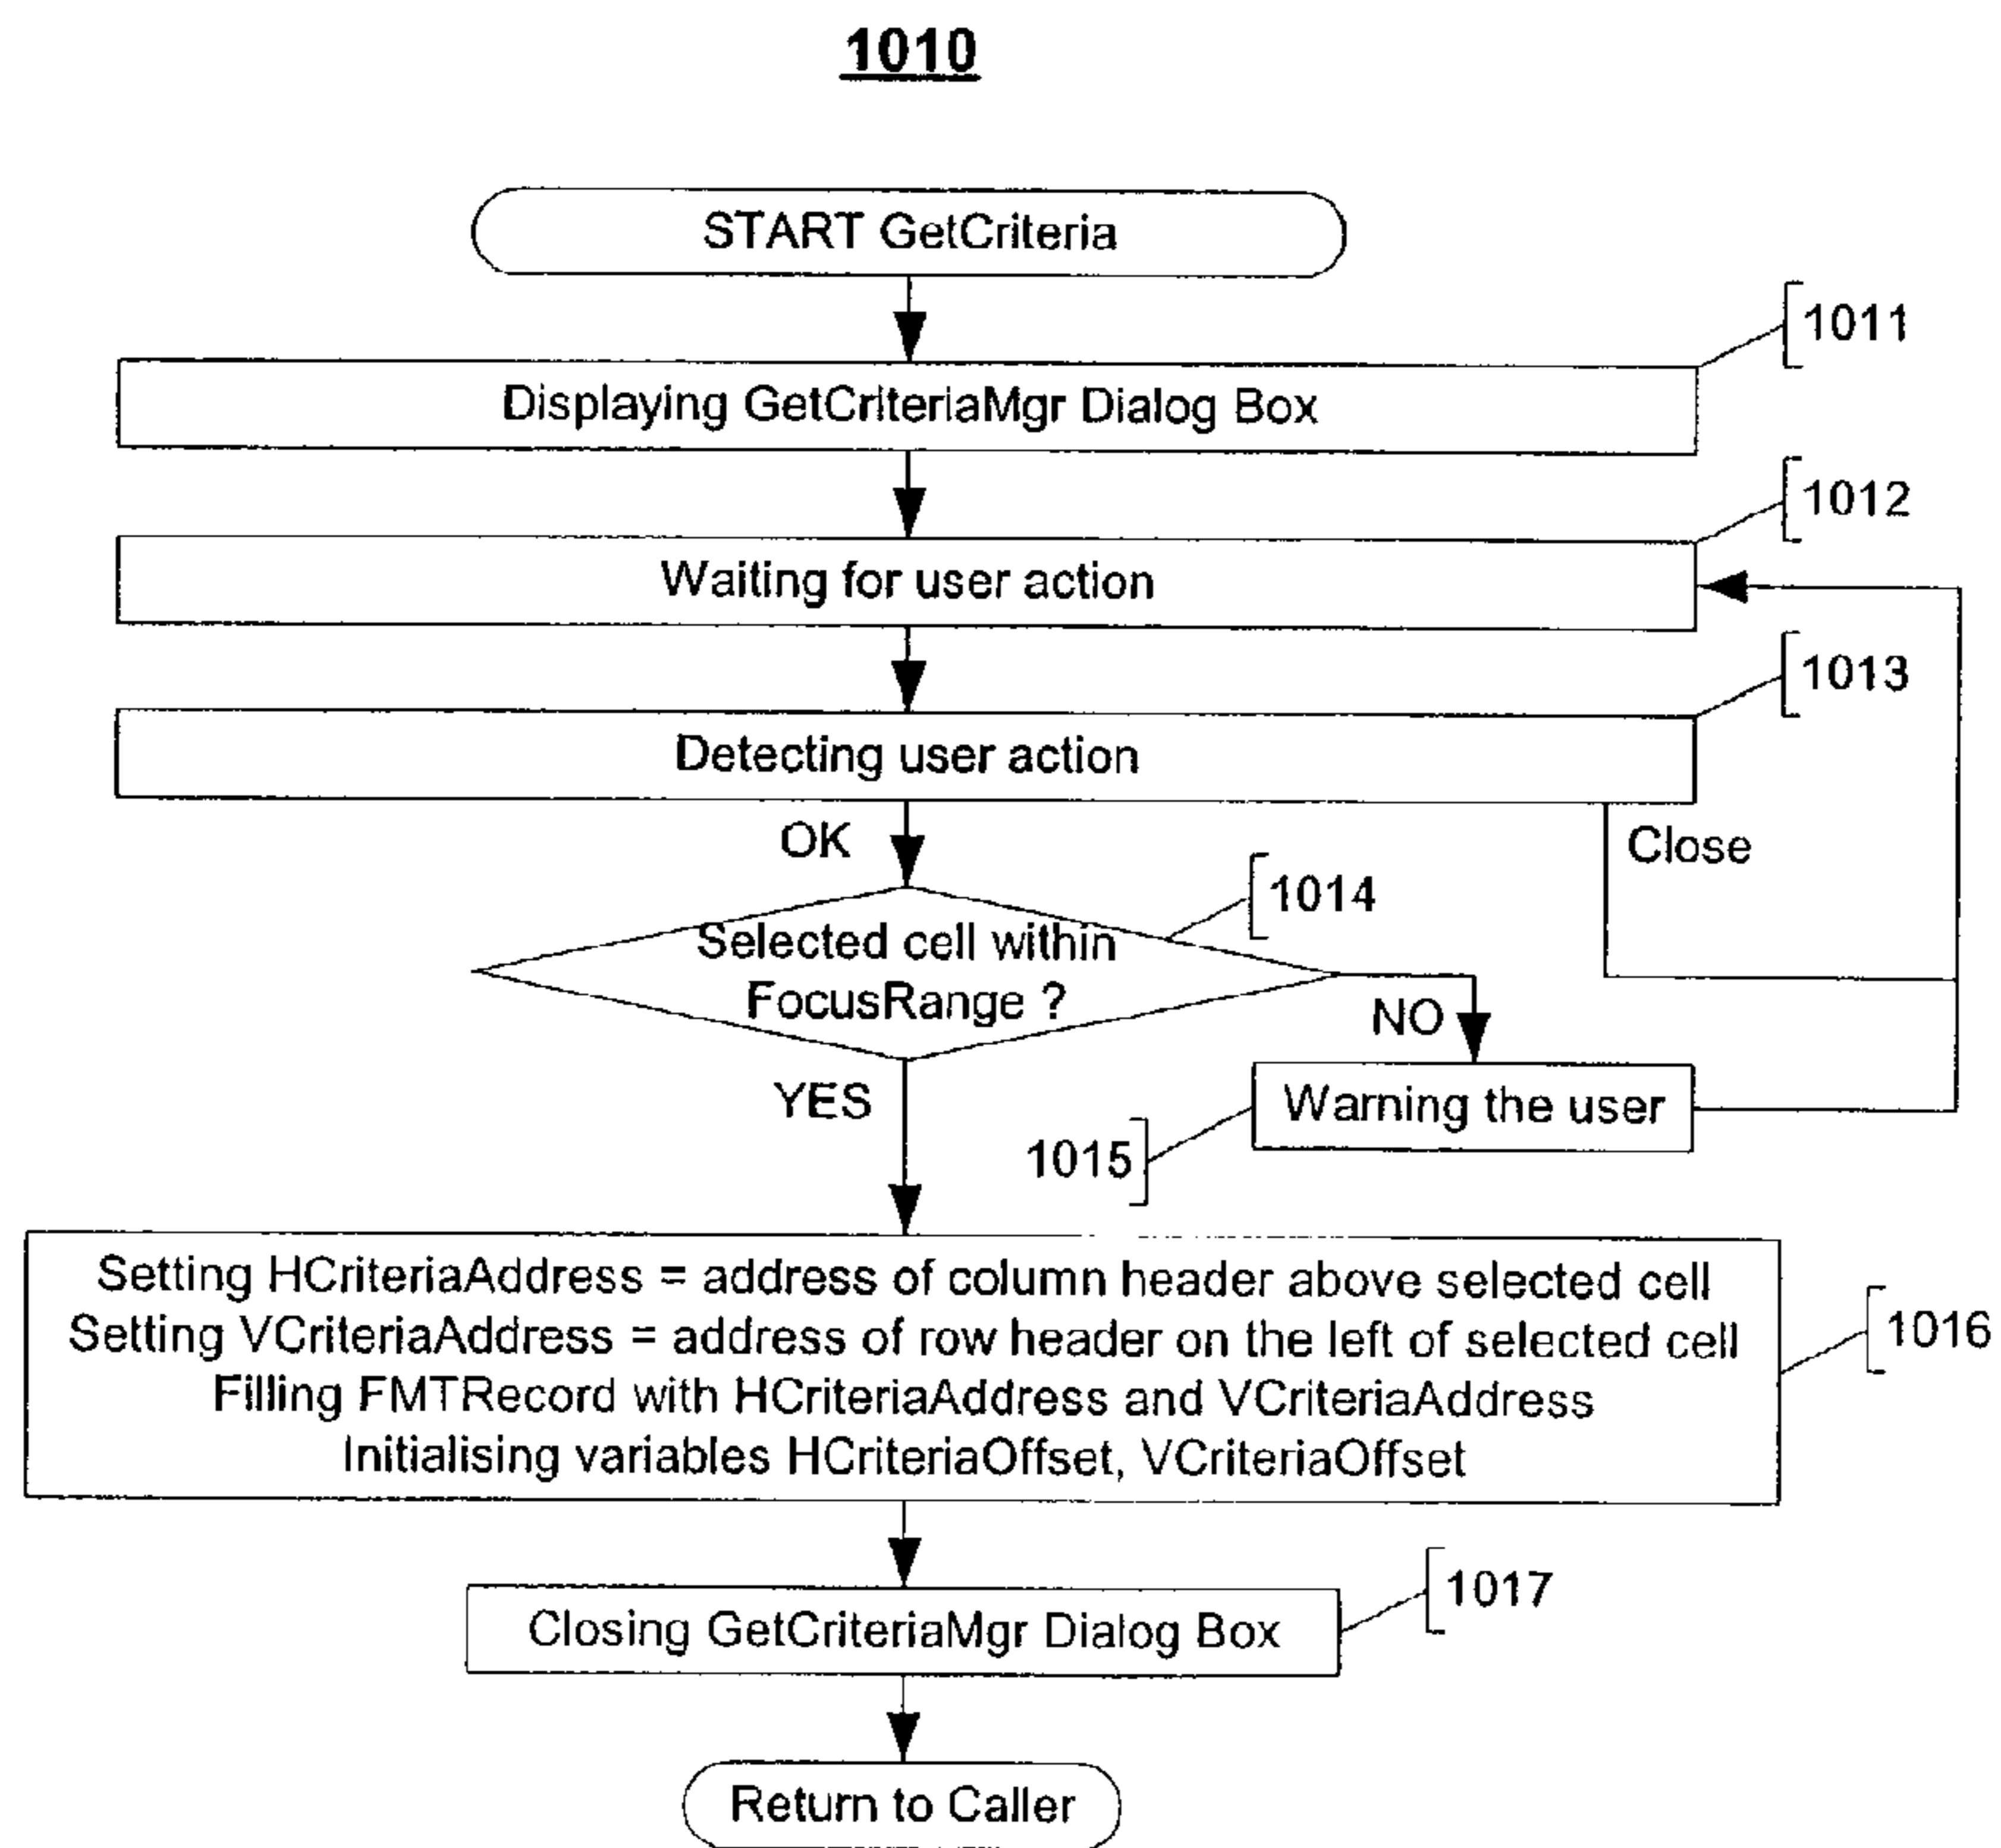 1010
START GetCriteria
1011
Displaying GetCriteriaMgr Dialog Box
1012
Waiting for user action
1013
Detecting user action
OK
Close
1014
Selected cell within
FocusRange ?
NO
YES
Warning the user
1015
Setting HCriteriaAddress = address of column header above selected cell
Setting VCriteriaAddress = address of row header on the left of selected cell
Filling FMTRecord with HCriteriaAddress and VCriteriaAddress
Initialising variables HCriteriaOffset, VCriteriaOffset
1016
1017
Closing GetCriteriaMgr Dialog Box
Return to Caller